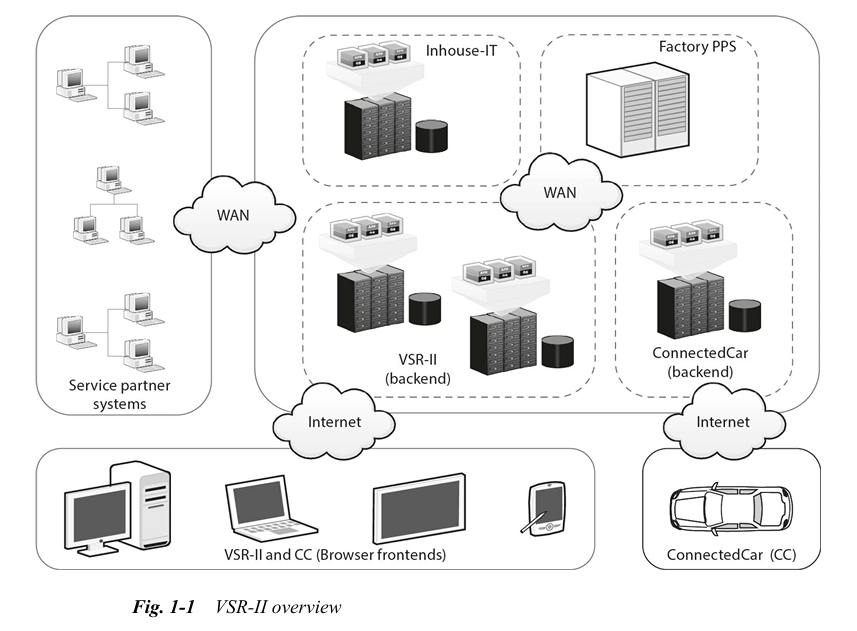 Inhouse-IT
Factory PPS
WAN
WAN
Service partner
systems
VSR-II
(backend)
ConnectedCar
(backend)
Internet
Internet
VSR-II and CC (Browser frontends)
ConnectedCar (CC)
Fig. 1-1 VSR-II overview